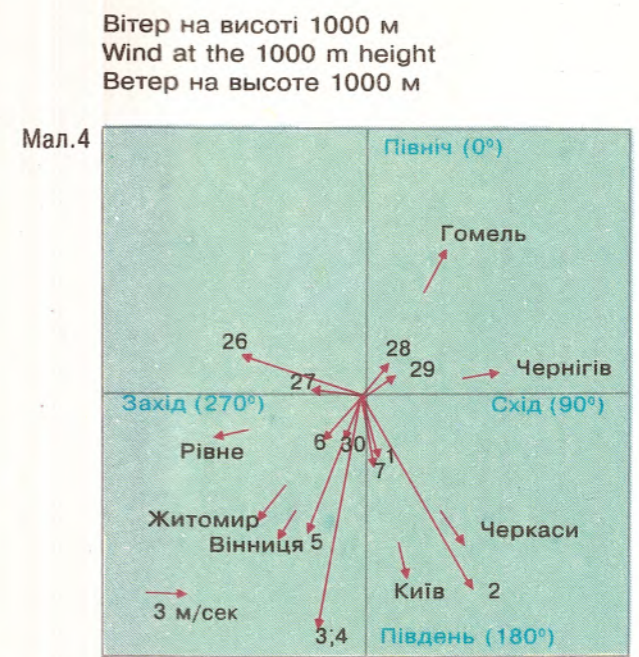 Вітер на висоті 1000 м
Wind at the 1000 m height
Ветер на высоте 1000 м
Мал.4
Північ (0°)
Гомель
26
28
29
Чернігів
27
Захід (270°)
Схід (90°)
6
30
1
7
Рівне
Житомир
Вінниця
5
Черкаси
Київ
2
3 м/сек
3;4
Південь (180°)